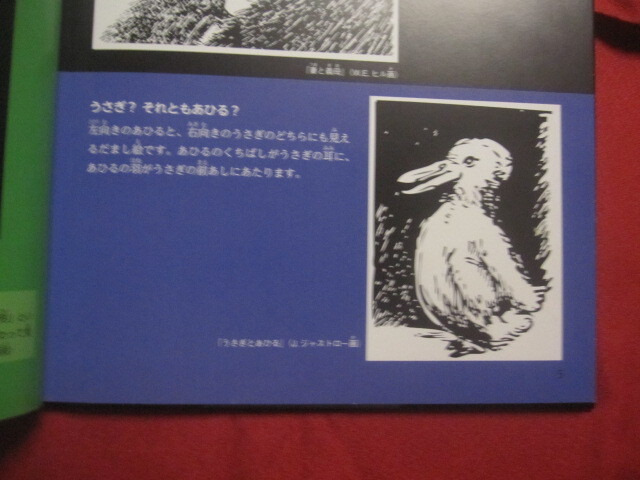 「妻と義母」(W.E. ヒル画)
うさぎ? それともあひる?
左向きのあひると、右向きのうさぎのどちらにも見え
るだまし絵です。あひるのくちばしがうさぎの耳に、
あひるの羽がうさぎの前あしにあたります。
「うさぎとあひる」(J. ジャストロー画)
5